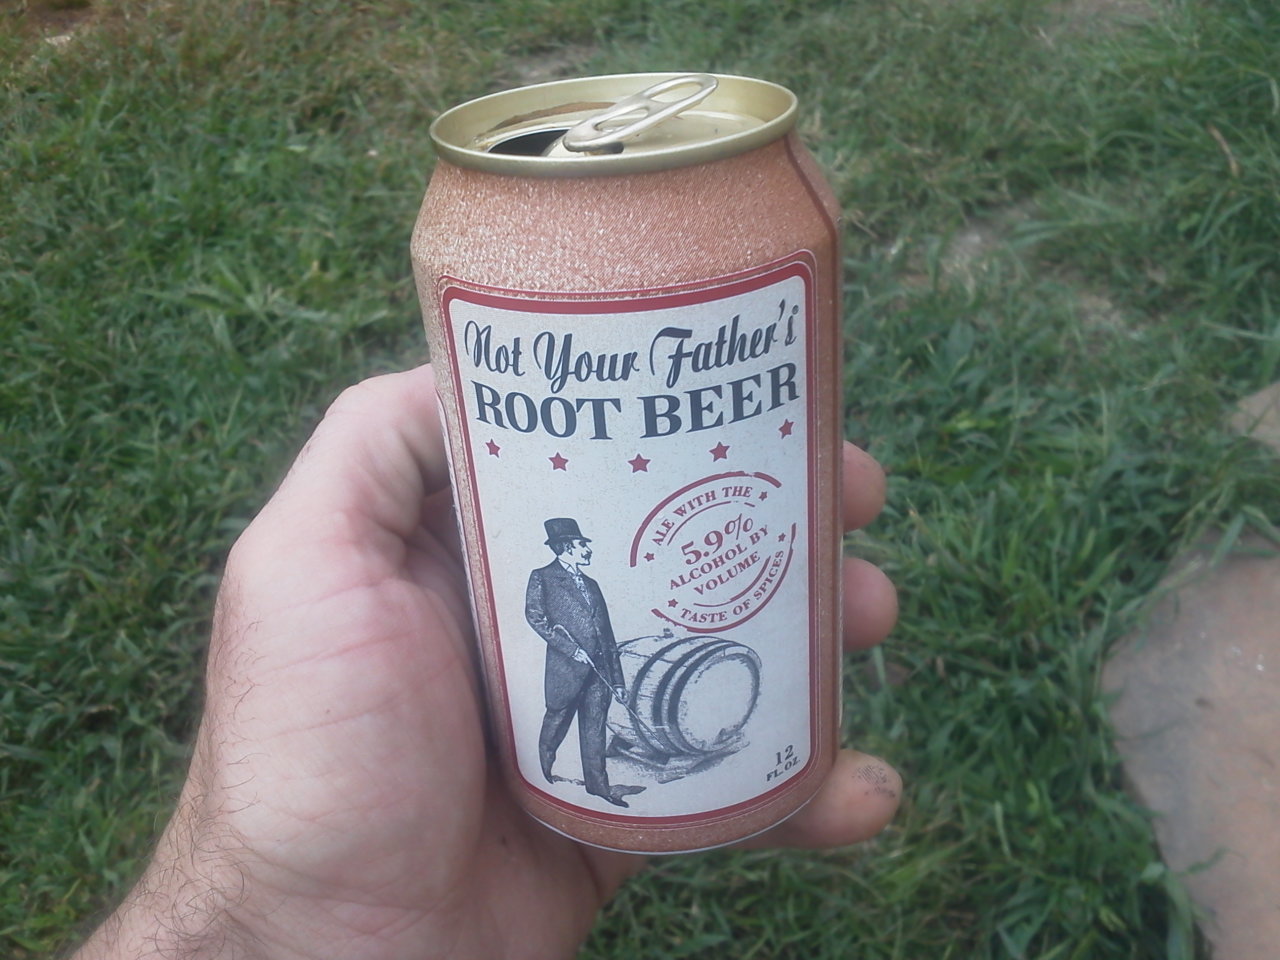 Not Your Father's
ROOT BEER
ALE WITH THE
5.9%
ALCOHOL BY
VOLUME
TASTE OF SPICES
12
FL. OZ.